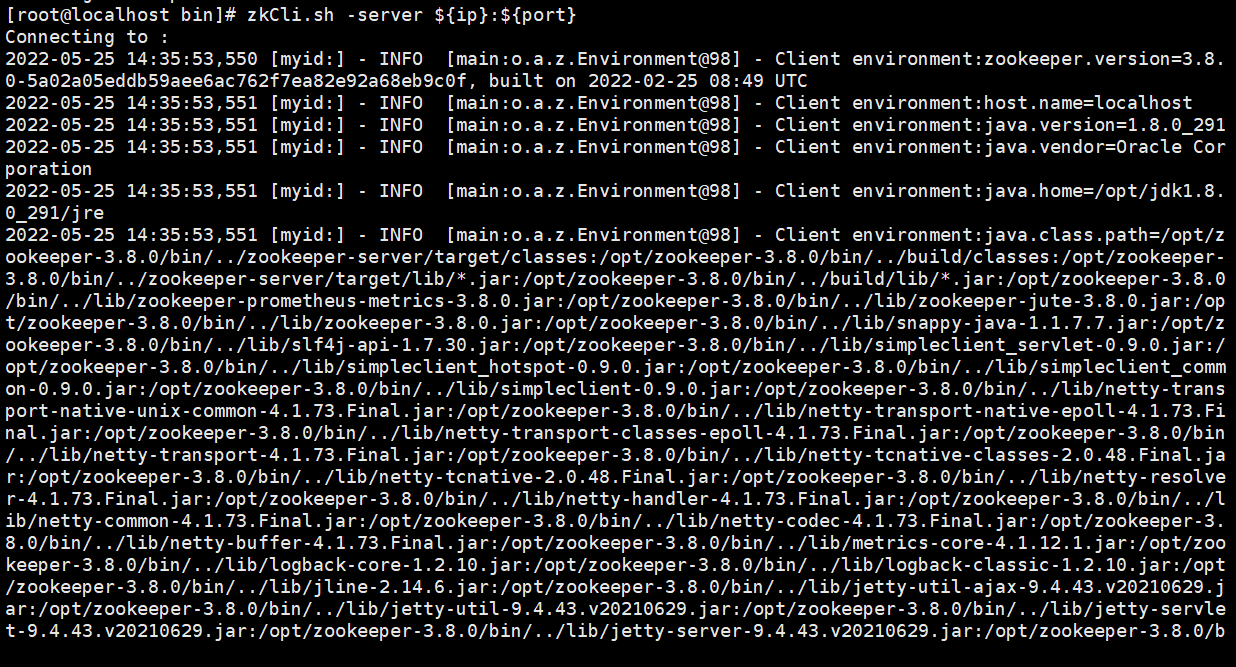 [root@localhost bin]# zkCli.sh -server ${ip}:${port}
Connecting to :
2022-05-25 14:35:53,550 [myid:] - INFO  [main:o.a.z.Environment@98] - Client environment:zookeeper.version=3.8.
0-5a02a05eddb59aee6ac762f7ea82e92a68eb9c0f, built on 2022-02-25 08:49 UTC
2022-05-25 14:35:53,551 [myid:] - INFO  [main:o.a.z.Environment@98] - Client environment:host.name=localhost
2022-05-25 14:35:53,551 [myid:] - INFO  [main:o.a.z.Environment@98] - Client environment:java.version=1.8.0_291
2022-05-25 14:35:53,551 [myid:] - INFO  [main:o.a.z.Environment@98] - Client environment:java.vendor=Oracle Cor
poration
2022-05-25 14:35:53,551 [myid:] - INFO  [main:o.a.z.Environment@98] - Client environment:java.home=/opt/jdk1.8.
0_291/jre
2022-05-25 14:35:53,551 [myid:] - INFO  [main:o.a.z.Environment@98] - Client environment:java.class.path=/opt/z
ookeeper-3.8.0/bin/../zookeeper-server/target/classes:/opt/zookeeper-3.8.0/bin/../build/classes:/opt/zookeeper-
3.8.0/bin/../zookeeper-server/target/lib/*.jar:/opt/zookeeper-3.8.0/bin/../build/lib/*.jar:/opt/zookeeper-3.8.0
/bin/../lib/zookeeper-prometheus-metrics-3.8.0.jar:/opt/zookeeper-3.8.0/bin/../lib/zookeeper-jute-3.8.0.jar:/op
t/zookeeper-3.8.0/bin/../lib/zookeeper-3.8.0.jar:/opt/zookeeper-3.8.0/bin/../lib/snappy-java-1.1.7.7.jar:/opt/z
ookeeper-3.8.0/bin/../lib/slf4j-api-1.7.30.jar:/opt/zookeeper-3.8.0/bin/../lib/simpleclient_servlet-0.9.0.jar:/
opt/zookeeper-3.8.0/bin/../lib/simpleclient_hotspot-0.9.0.jar:/opt/zookeeper-3.8.0/bin/../lib/simpleclient_comm
on-0.9.0.jar:/opt/zookeeper-3.8.0/bin/../lib/simpleclient-0.9.0.jar:/opt/zookeeper-3.8.0/bin/../lib/netty-trans
port-native-unix-common-4.1.73.Final.jar:/opt/zookeeper-3.8.0/bin/../lib/netty-transport-native-epoll-4.1.73.Fi
nal.jar:/opt/zookeeper-3.8.0/bin/../lib/netty-transport-classes-epoll-4.1.73.Final.jar:/opt/zookeeper-3.8.0/bin
/../lib/netty-transport-4.1.73.Final.jar:/opt/zookeeper-3.8.0/bin/../lib/netty-tcnative-classes-2.0.48.Final.ja
r:/opt/zookeeper-3.8.0/bin/../lib/netty-tcnative-2.0.48.Final.jar:/opt/zookeeper-3.8.0/bin/../lib/netty-resolve
r-4.1.73.Final.jar:/opt/zookeeper-3.8.0/bin/../lib/netty-handler-4.1.73.Final.jar:/opt/zookeeper-3.8.0/bin/../l
ib/netty-common-4.1.73.Final.jar:/opt/zookeeper-3.8.0/bin/../lib/netty-codec-4.1.73.Final.jar:/opt/zookeeper-3.
8.0/bin/../lib/netty-buffer-4.1.73.Final.jar:/opt/zookeeper-3.8.0/bin/../lib/metrics-core-4.1.12.1.jar:/opt/zoo
keeper-3.8.0/bin/../lib/logback-core-1.2.10.jar:/opt/zookeeper-3.8.0/bin/../lib/logback-classic-1.2.10.jar:/opt
/zookeeper-3.8.0/bin/../lib/jline-2.14.6.jar:/opt/zookeeper-3.8.0/bin/../lib/jetty-util-ajax-9.4.43.v20210629.j
ar:/opt/zookeeper-3.8.0/bin/../lib/jetty-util-9.4.43.v20210629.jar:/opt/zookeeper-3.8.0/bin/../lib/jetty-servle
t-9.4.43.v20210629.jar:/opt/zookeeper-3.8.0/bin/../lib/jetty-server-9.4.43.v20210629.jar:/opt/zookeeper-3.8.0/b